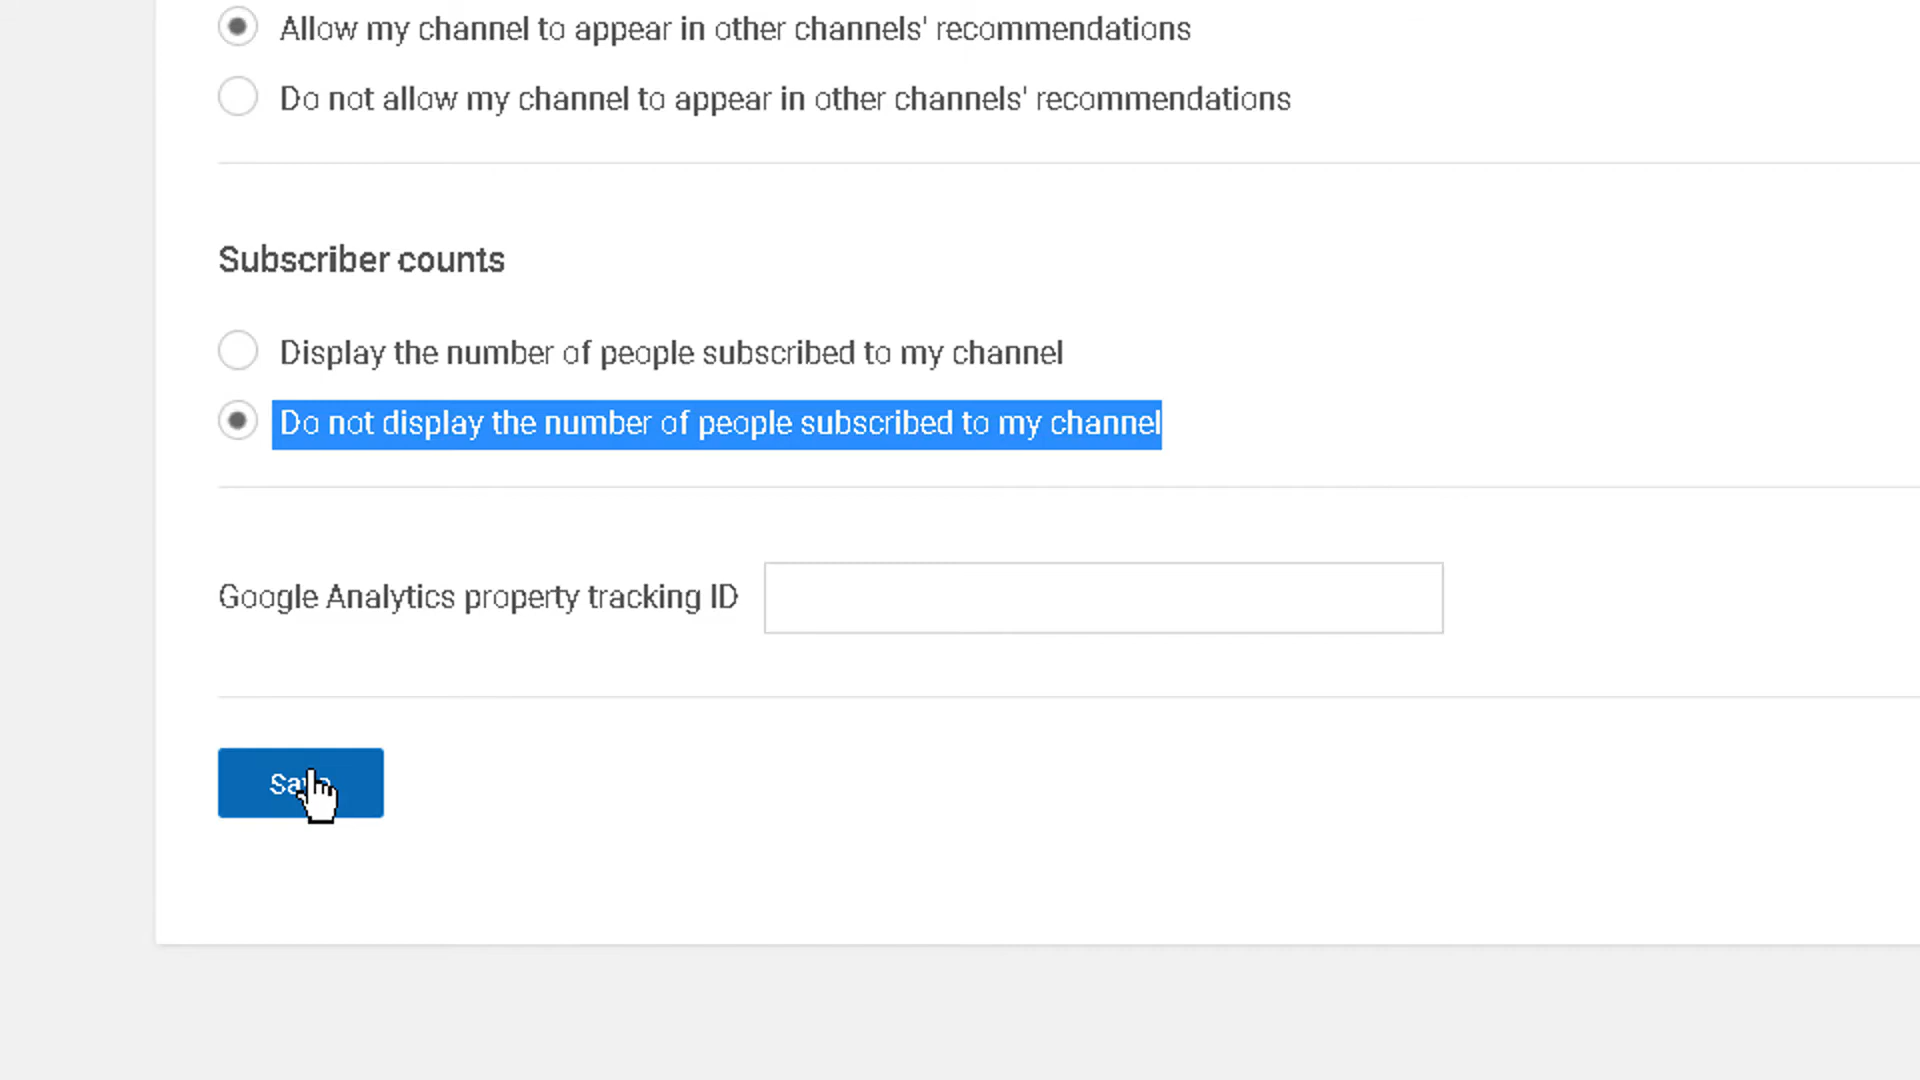 Allow my channel to appear in other channels' recommendations
Do not allow my channel to appear in other channels' recommendations
Subscriber counts
Display the number of people subscribed to my channel
Do not display the number of people subscribed to my channel
Google Analytics property tracking ID
Save